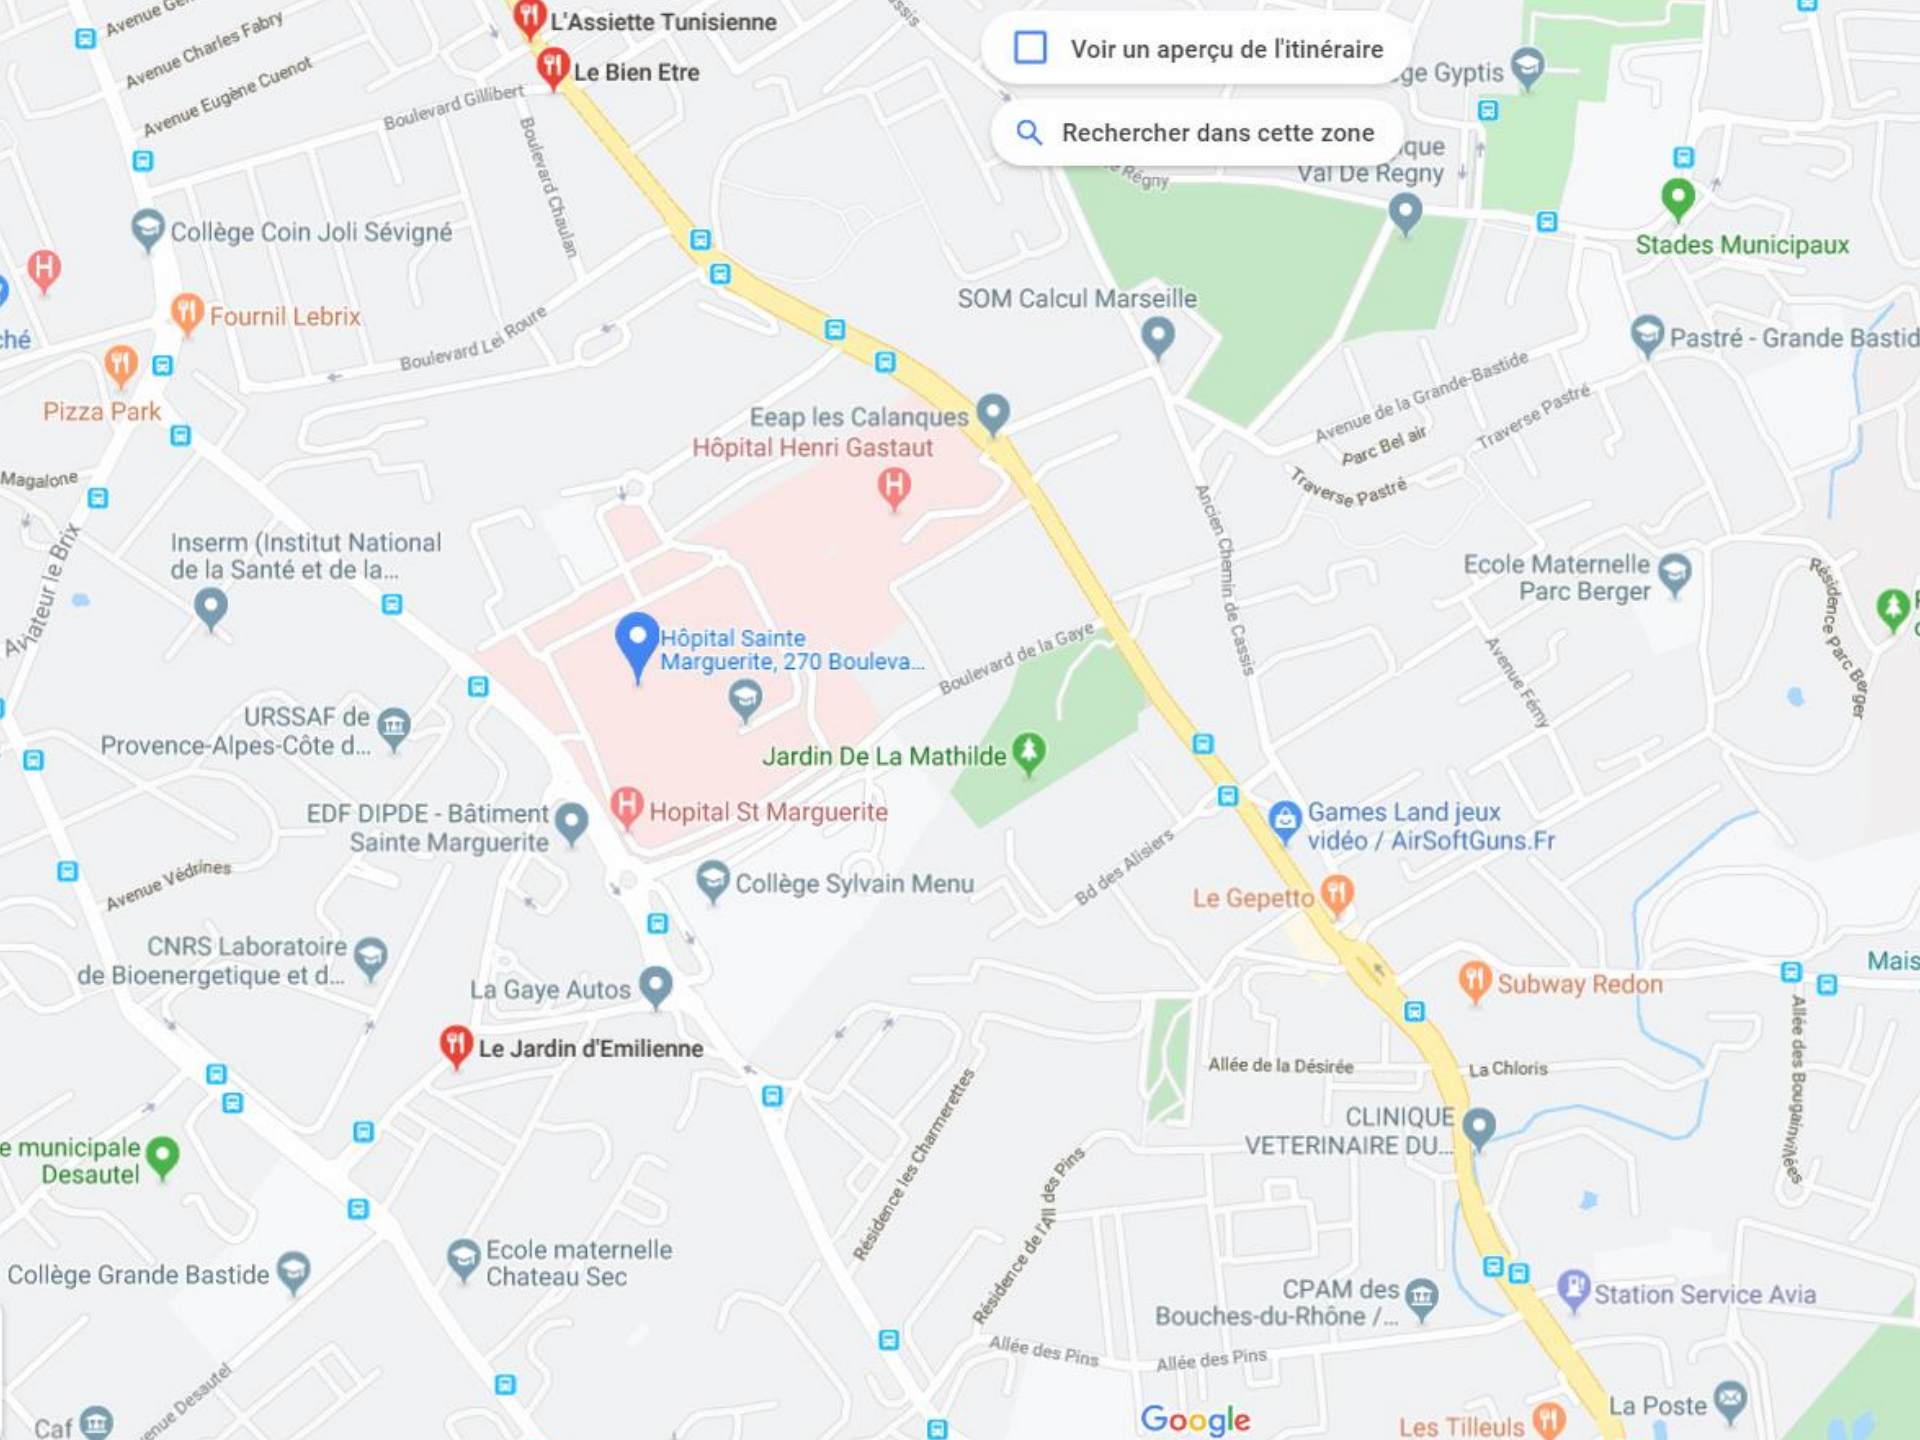 Avenue Charles Fabry
Avenue Eugène Cuenot
L'Assiette Tunisienne
Le Bien Etre
Boulevard Gillibert
Boulevard Chaulan
Voir un aperçu de l'itinéraire
Rechercher dans cette zone
ge Gyptis
que
Val De Regny
Régny
Stades Municipaux
Collège Coin Joli Sévigné
Fournil Lebrix
ché
Pizza Park
Boulevard Lei Roure
SOM Calcul Marseille
Pastré - Grande Bastid
Avenue de la Grande-Bastide
Parc Bel air
Traverse Pastré
Traverse Pastré
Eeap les Calanques
Hôpital Henri Gastaut
Magalone
Aviateur le Brix
Inserm (Institut National
de la Santé et de la...
Ancien Chemin de Cassis
Ecole Maternelle
Parc Berger
Résidence Parc Berger
Avenue Fémy
Hôpital Sainte
Marguerite, 270 Bouleva...
Boulevard de la Gaye
URSSAF de
Provence-Alpes-Côte d...
Jardin De La Mathilde
Hopital St Marguerite
EDF DIPDE - Bâtiment
Sainte Marguerite
Games Land jeux
vidéo / AirSoftGuns.Fr
Bd des Alisiers
Avenue Védrines
Collège Sylvain Menu
Le Gepetto
CNRS Laboratoire
de Bioenergetique et d...
La Gaye Autos
Subway Redon
Mais
Allée des Bougainvillées
Le Jardin d'Emilienne
Allée de la Désirée
La Chloris
Résidence les Charmerettes
CLINIQUE
VETERINAIRE DU...
e municipale
Desautel
Résidence de l'All des Pins
Ecole maternelle
Chateau Sec
Collège Grande Bastide
CPAM des
Bouches-du-Rhône /...
Station Service Avia
Allée des Pins
Allée des Pins
enue Desautel
Caf
Google
Les Tilleuls
La Poste